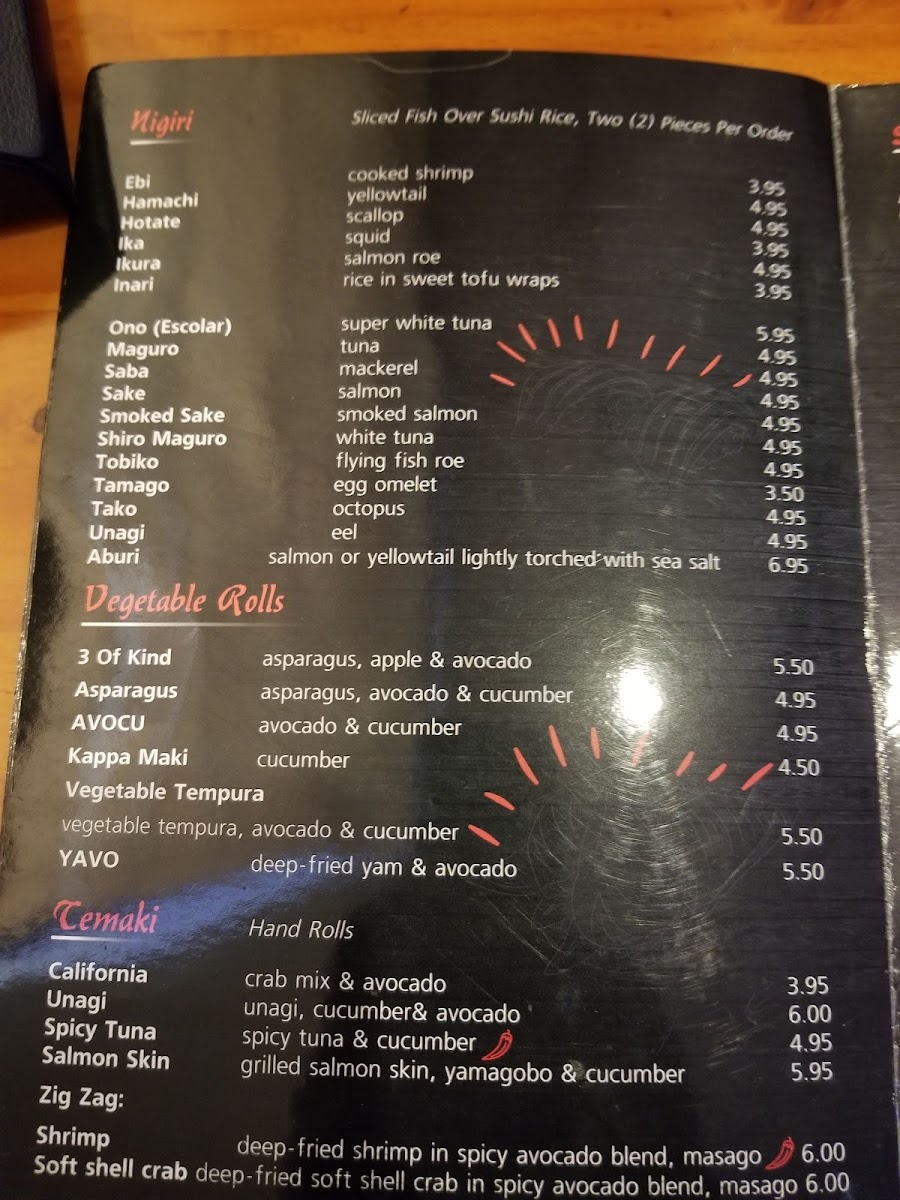 Nigiri Sliced Fish Over Sushi Rice, Two (2) Pieces Per Order
Ebi cooked shrimp 3.95
Hamachi yellowtail 4.95
Hotate scallop 4.95
Ika squid 3.95
Ikura salmon roe 4.95
Inari rice in sweet tofu wraps 3.95
Ono (Escolar) super white tuna 5.95
Maguro tuna 4.95
Saba mackerel 4.95
Sake salmon 4.95
Smoked Sake smoked salmon 4.95
Shiro Maguro white tuna 4.95
Tobiko flying fish roe 4.95
Tamago egg omelet 3.50
Tako octopus 4.95
Unagi eel 4.95
Aburi salmon or yellowtail lightly torched with sea salt 6.95
Vegetable Rolls
3 Of Kind asparagus, apple & avocado 5.50
Asparagus asparagus, avocado & cucumber 4.95
AVOCU avocado & cucumber 4.95
Kappa Maki cucumber 4.50
Vegetable Tempura
vegetable tempura, avocado & cucumber 5.50
YAVO deep-fried yam & avocado 5.50
Temaki Hand Rolls
California crab mix & avocado 3.95
Unagi unagi, cucumber& avocado 6.00
Spicy Tuna spicy tuna & cucumber 4.95
Salmon Skin grilled salmon skin, yamagobo & cucumber 5.95
Zig Zag:
Shrimp deep-fried shrimp in spicy avocado blend, masago 6.00
Soft shell crab deep-fried soft shell crab in spicy avocado blend, masago 6.00